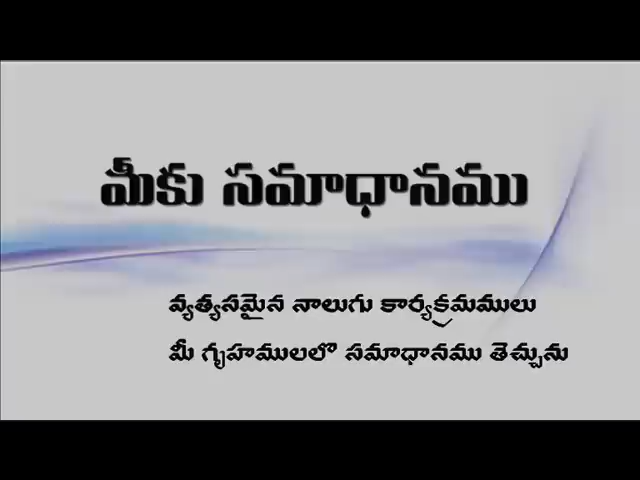 మీకు సమాధానము
వ్యత్యసమైన నాలుగు కార్యక్రమములు
మీ గృహములలొ సమాధానము తెచ్చును